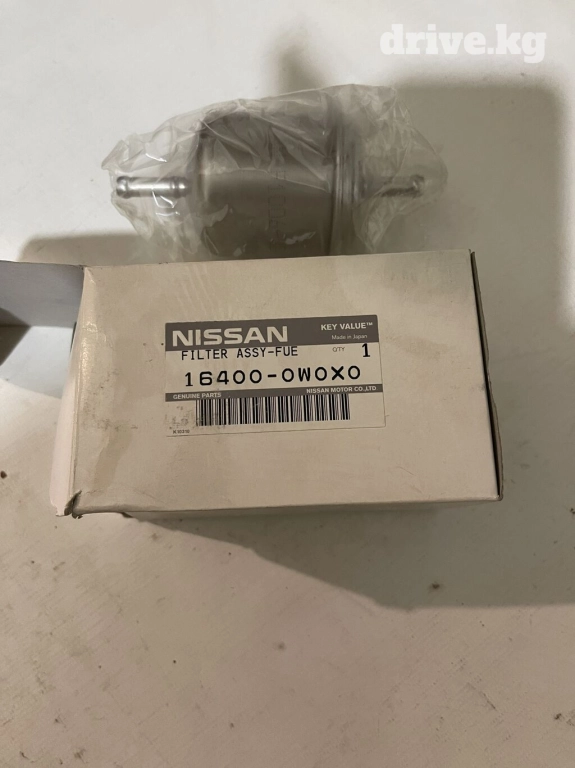 drive.kg
NISSAN KEY VALUE™
Made in Japan
FILTER ASSY-FUE QTY 1
16400-0W0X0
GENUINE PARTS NISSAN MOTOR CO.,LTD